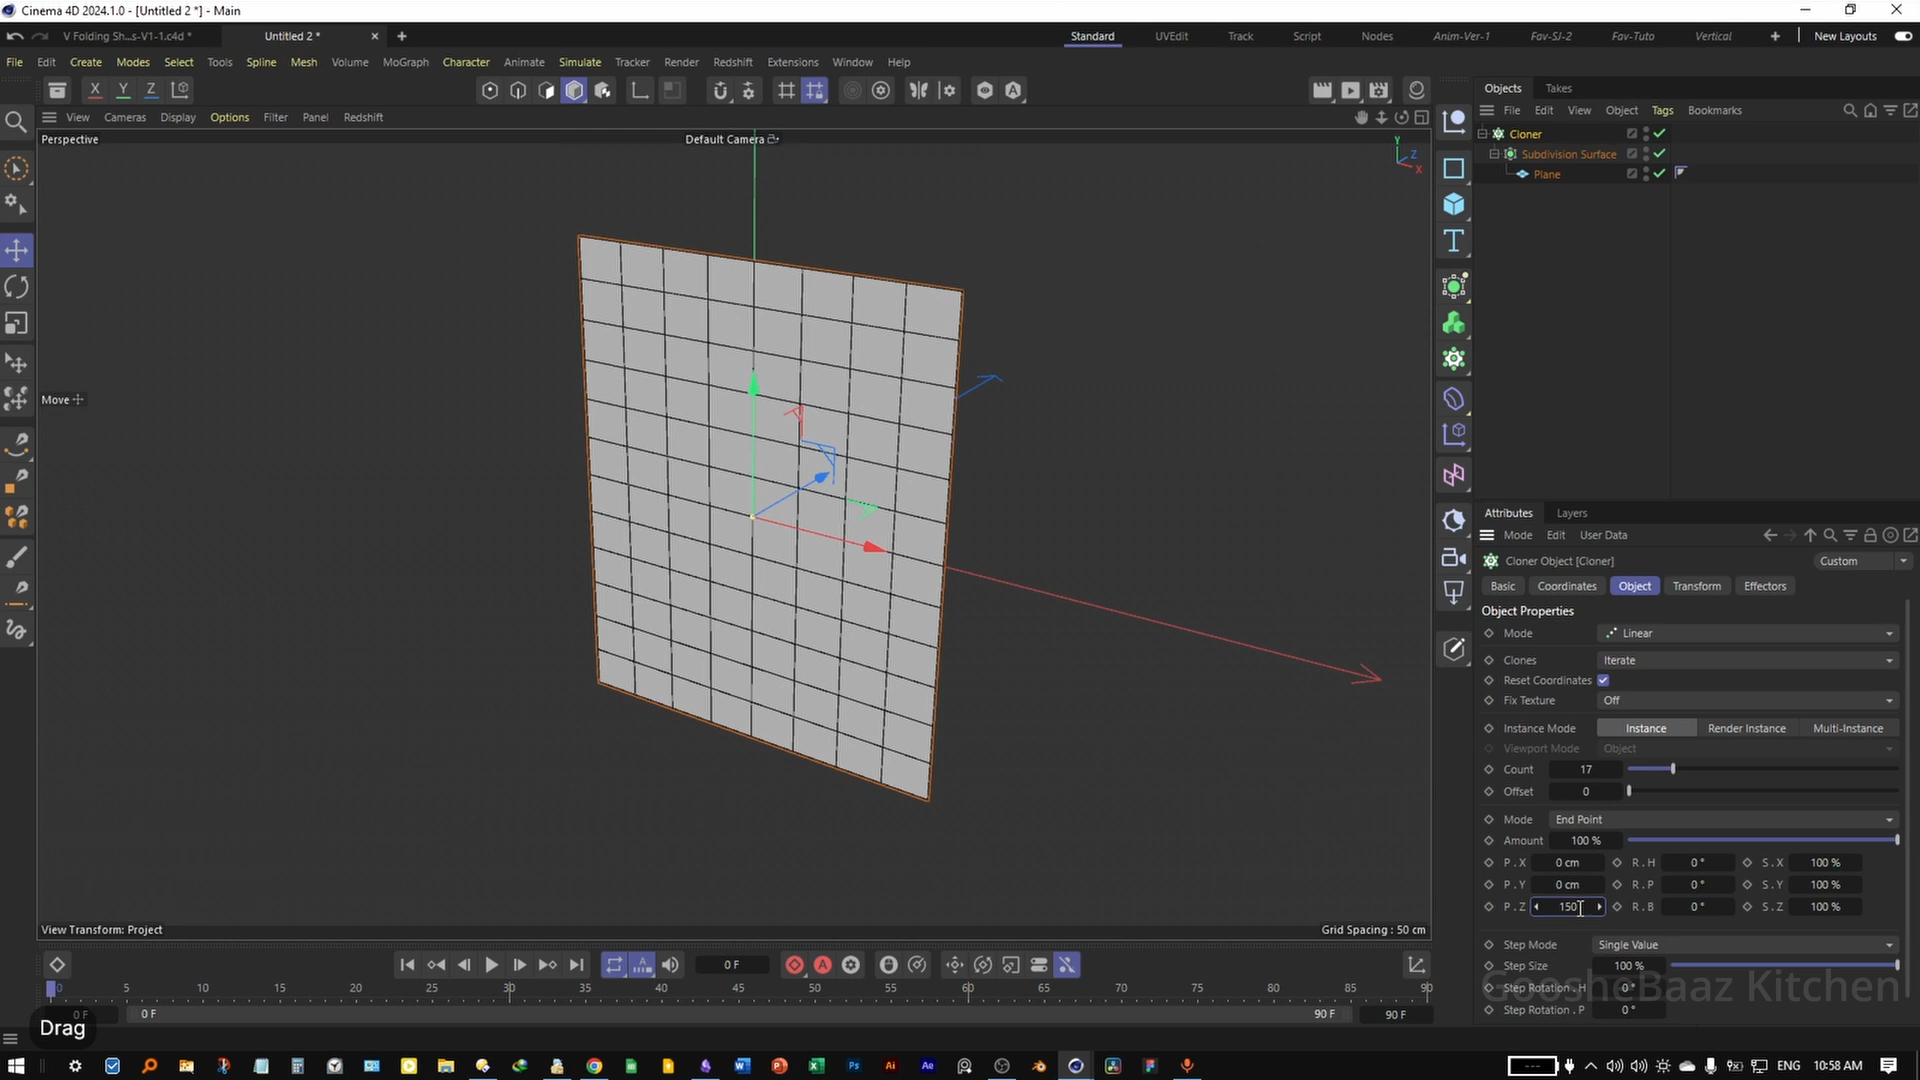 Cinema 4D 2024.1.0 - [Untitled 2 *] - Main
V Folding Sh...s-V1-1.c4d *
Untitled 2 *
Standard UVEdit Track Script Nodes Anim-Ver-1 Fav-SJ-2 Fav-Tuto Vertical New Layouts
File Edit Create Modes Select Tools Spline Mesh Volume MoGraph Character Animate Simulate Tracker Render Redshift Extensions Window Help
X Y Z
Objects Takes
File Edit View Object Tags Bookmarks
View Cameras Display Options Filter Panel Redshift
Perspective
Default Camera
Y
Z
X
Cloner
Subdivision Surface
Plane
Move
Attributes Layers
Mode Edit User Data
Cloner Object [Cloner]
Custom
Basic Coordinates Object Transform Effectors
Object Properties
Mode Linear
Clones Iterate
Reset Coordinates
Fix Texture Off
Instance Mode Instance Render Instance Multi-Instance
Viewport Mode Object
Count 17
Offset 0
Mode End Point
Amount 100 %
P . X 0 cm R . H 0 ° S . X 100 %
P . Y 0 cm R . P 0 ° S . Y 100 %
P . Z 150 R . B 0 ° S . Z 100 %
Step Mode Single Value
Step Size 100 %
Step Rotation . H 0 °
Step Rotation . P 0 °
GoosheBaaz Kitchen
View Transform: Project
Grid Spacing : 50 cm
0 F
0 5 10 15 20 25 30 35 40 45 50 55 60 65 70 75 80 85 90
0 F 0 F 90 F 90 F
Drag
ENG 10:58 AM